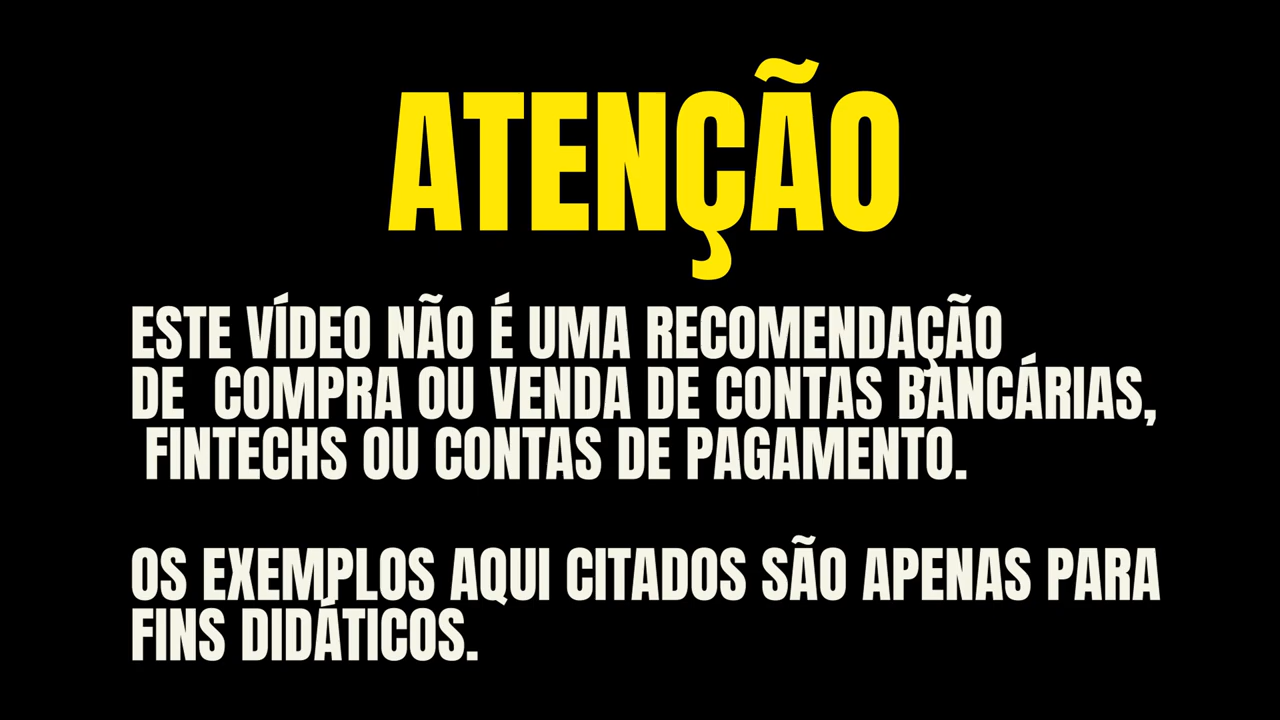 ATENÇÃO
ESTE VÍDEO NÃO É UMA RECOMENDAÇÃO
DE COMPRA OU VENDA DE CONTAS BANCÁRIAS,
FINTECHS OU CONTAS DE PAGAMENTO.
OS EXEMPLOS AQUI CITADOS SÃO APENAS PARA
FINS DIDÁTICOS.